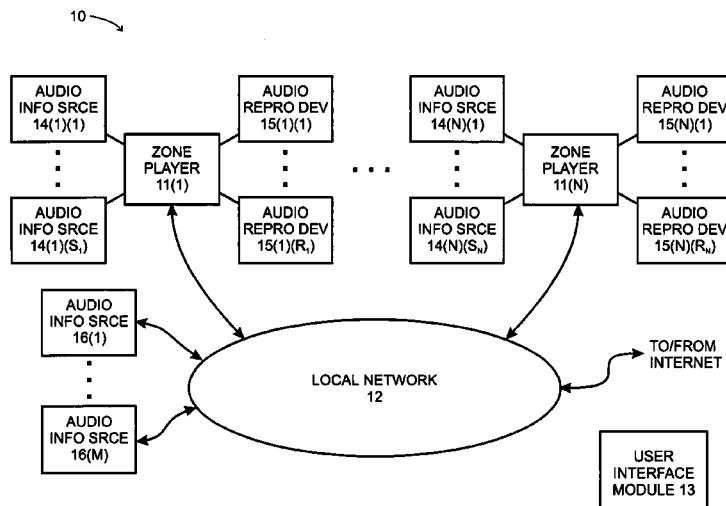 10
AUDIO
INFO SRCE
14(1)(1)
AUDIO
REPRO DEV
15(1)(1)
AUDIO
INFO SRCE
14(N)(1)
AUDIO
REPRO DEV
15(N)(1)
ZONE
PLAYER
11(1)
ZONE
PLAYER
11(N)
AUDIO
INFO SRCE
14(1)(S₁)
AUDIO
REPRO DEV
15(1)(R₁)
AUDIO
INFO SRCE
14(N)(S_N)
AUDIO
REPRO DEV
15(N)(R_N)
AUDIO
INFO SRCE
16(1)
AUDIO
INFO SRCE
16(M)
LOCAL NETWORK
12
TO/FROM
INTERNET
USER
INTERFACE
MODULE 13